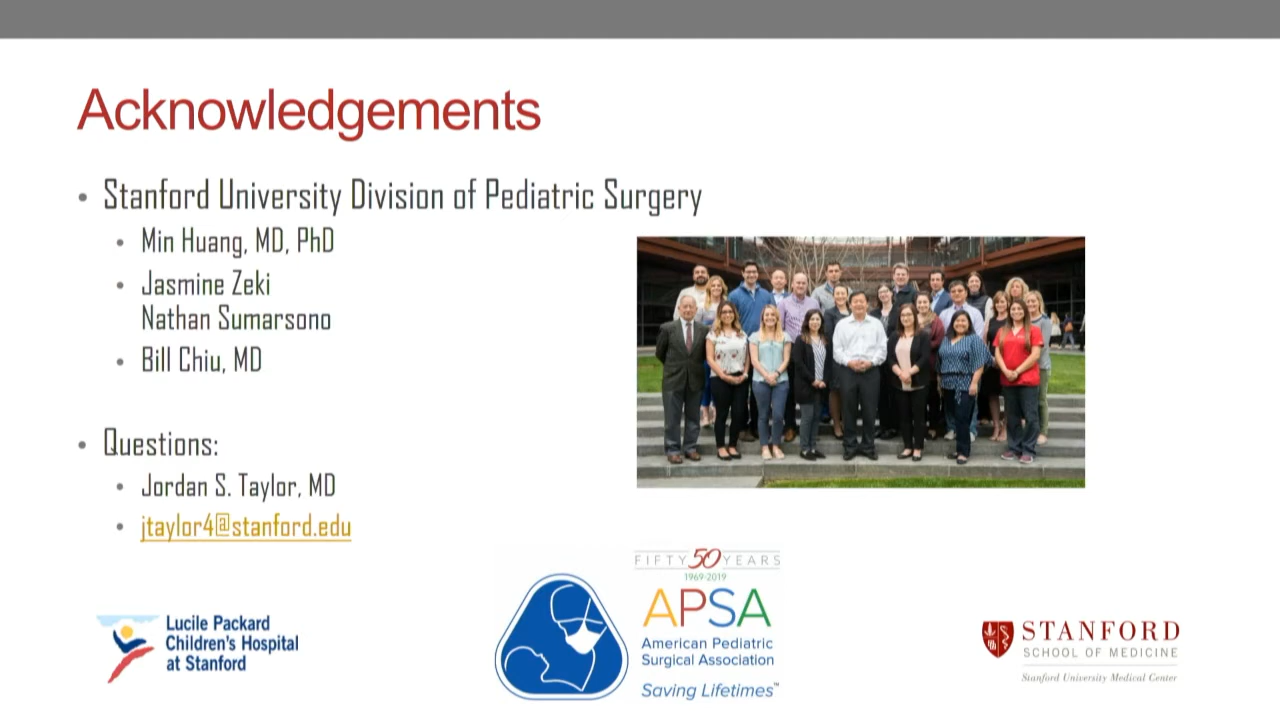 Acknowledgements
• Stanford University Division of Pediatric Surgery
• Min Huang, MD, PhD
• Jasmine Zeki
Nathan Sumarsono
• Bill Chiu, MD
• Questions:
• Jordan S. Taylor, MD
• jtaylor4@stanford.edu
Lucile Packard
Children's Hospital
at Stanford
FIFTY 50 YEARS
1969-2019
APSA
American Pediatric
Surgical Association
Saving Lifetimes™
STANFORD
SCHOOL OF MEDICINE
Stanford University Medical Center